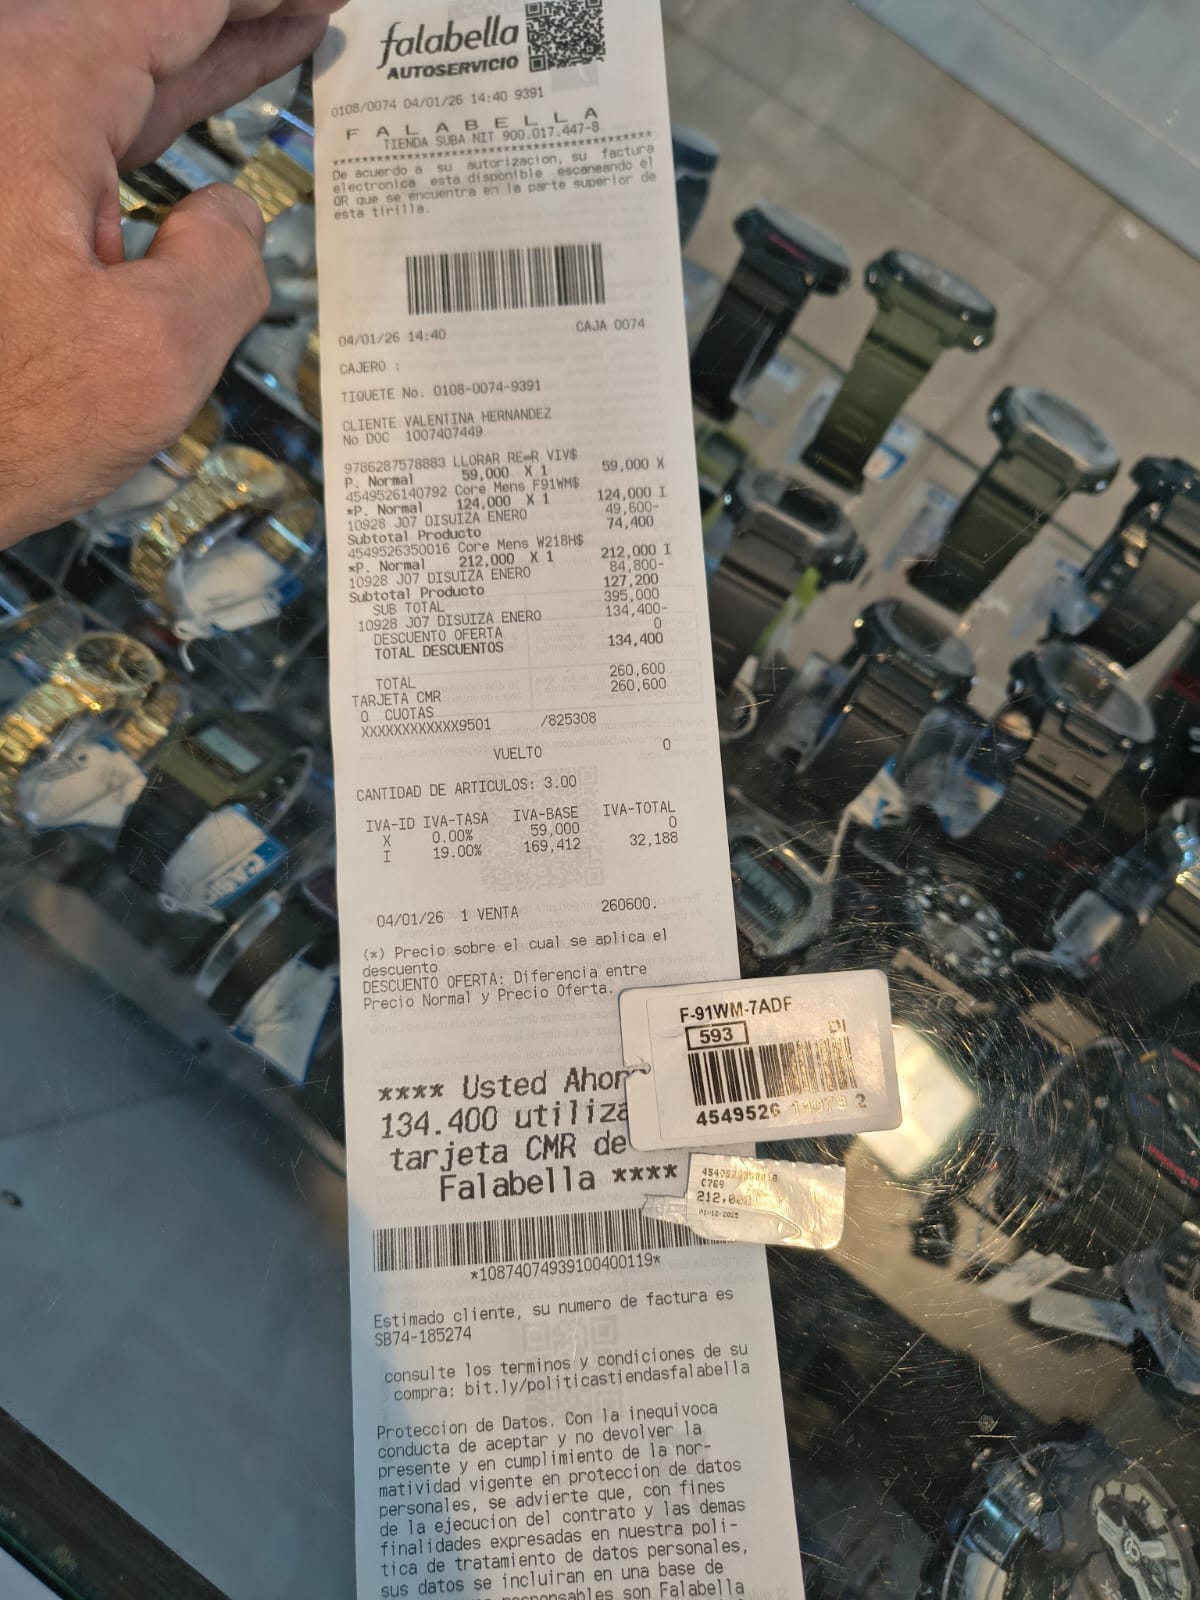 falabella
AUTOSERVICIO
0108/0074 04/01/26 14:40 9391
F A L A B E L L A
TIENDA SUBA NIT 900.017.447-8
****************************************
De acuerdo a su autorizacion, su factura
electronica esta disponible escaneando el
QR que se encuentra en la parte superior de
esta tirilla.
04/01/26 14:40 CAJA 0074
CAJERO :
TIQUETE No. 0108-0074-9391
CLIENTE VALENTINA HERNANDEZ
No DOC 1007407449
9786287578883 LLORAR RE=R VIV$
P. Normal 59,000 X 1 59,000 X
4549526140792 Core Mens F91WM$
*P. Normal 124,000 X 1 124,000 I
10928 J07 DISUIZA ENERO 49,600-
Subtotal Producto 74,400
4549526350016 Core Mens W218H$
*P. Normal 212,000 X 1 212,000 I
10928 J07 DISUIZA ENERO 84,800-
Subtotal Producto 127,200
SUB TOTAL 395,000
10928 J07 DISUIZA ENERO 134,400-
DESCUENTO OFERTA 0
TOTAL DESCUENTOS 134,400
TOTAL 260,600
TARJETA CMR 260,600
0 CUOTAS
XXXXXXXXXXXX9501 /825308
VUELTO 0
CANTIDAD DE ARTICULOS: 3.00
IVA-ID IVA-TASA IVA-BASE IVA-TOTAL
X 0.00% 59,000 0
I 19.00% 169,412 32,188
04/01/26 1 VENTA 260600.
(*) Precio sobre el cual se aplica el
descuento
DESCUENTO OFERTA: Diferencia entre
Precio Normal y Precio Oferta.
F-91WM-7ADF
593 DI
4549526 14079 2
**** Usted Ahor
134.400 utiliza
tarjeta CMR de
Falabella ****
C769
212,000
01/12/2025
*10874074939100400119*
Estimado cliente, su numero de factura es
SB74-185274
consulte los terminos y condiciones de su
compra: bit.ly/politicastiendasfalabella
Proteccion de Datos. Con la inequivoca
conducta de aceptar y no devolver la
presente y en cumplimiento de la nor-
matividad vigente en proteccion de datos
personales, se advierte que, con fines
de la ejecucion del contrato y las demas
finalidades expresadas en nuestra poli-
tica de tratamiento de datos personales,
sus datos se incluiran en una base de
responsables son Falabella
CASIO